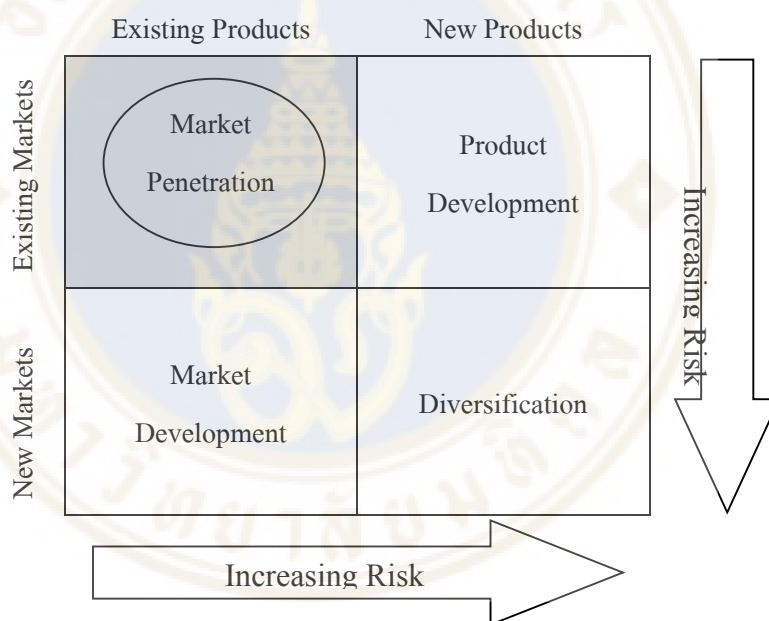 Existing Products
New Products
Existing Markets
Market
Penetration
Product
Development
Increasing Risk
New Markets
Market
Development
Diversification
Increasing Risk